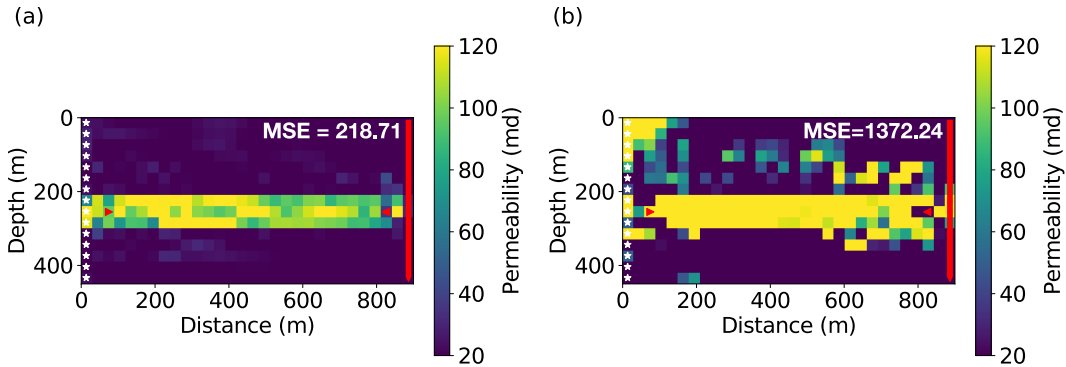 (a)
MSE = 218.71
Depth (m)
0
200
400
0 200 400 600 800
Distance (m)
120
100
80
60
40
20
Permeability (md)
(b)
MSE=1372.24
Depth (m)
0
200
400
0 200 400 600 800
Distance (m)
120
100
80
60
40
20
Permeability (md)